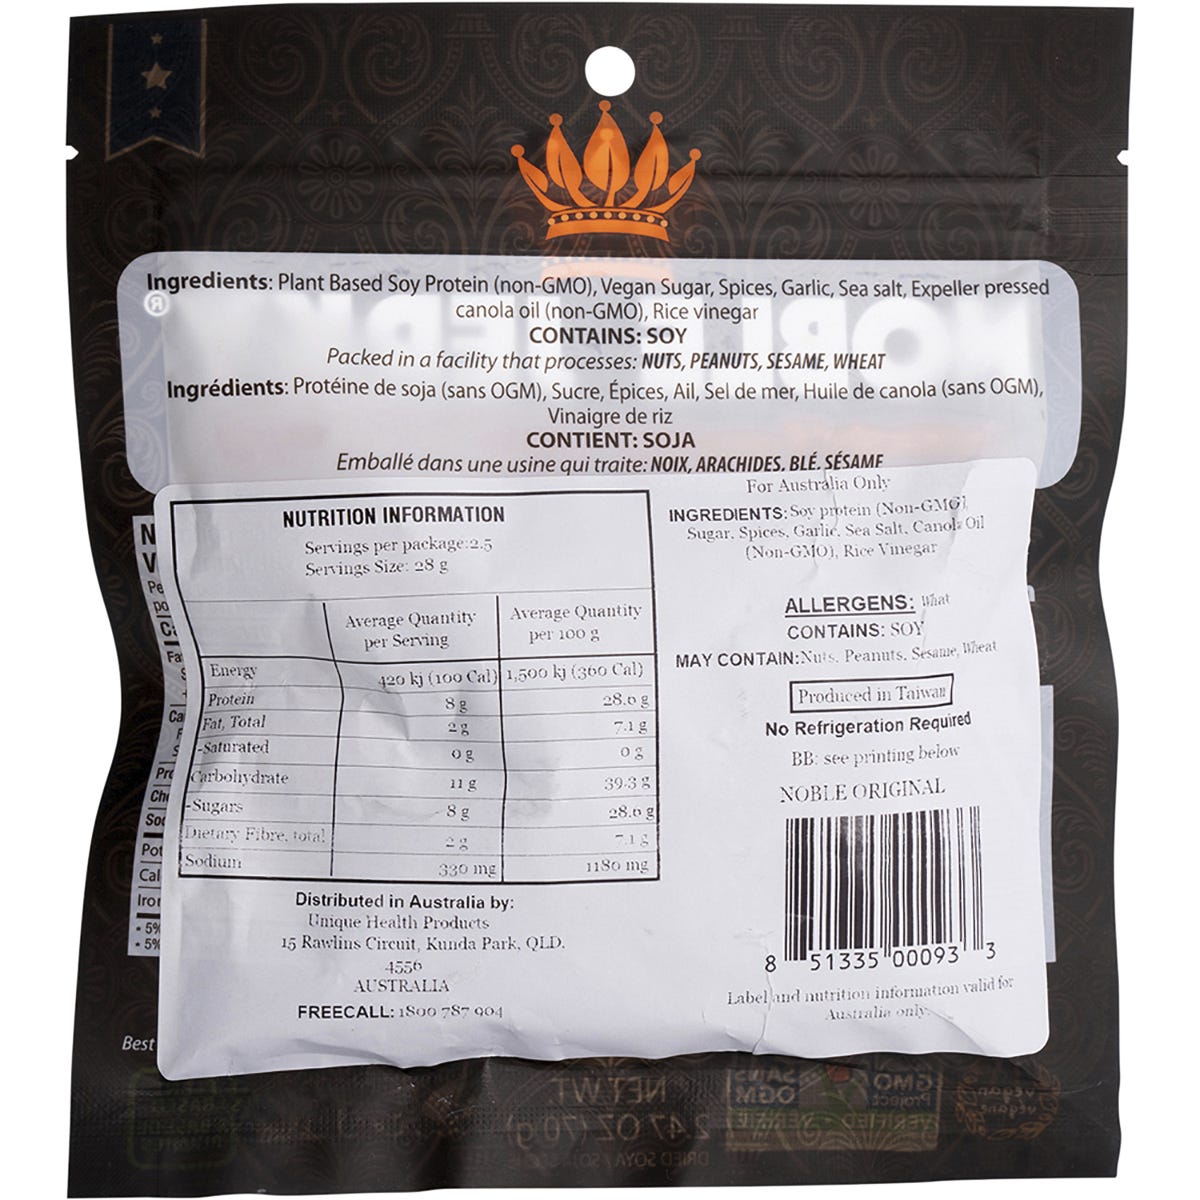 Ingredients: Plant Based Soy Protein (non-GMO), Vegan Sugar, Spices, Garlic, Sea salt, Expeller pressed
canola oil (non-GMO), Rice vinegar
CONTAINS: SOY
Packed in a facility that processes: NUTS, PEANUTS, SESAME, WHEAT
Ingrédients: Protéine de soja (sans OGM), Sucre, Épices, Ail, Sel de mer, Huile de canola (sans OGM),
Vinaigre de riz
CONTIENT: SOJA
Emballé dans une usine qui traite: NOIX, ARACHIDES, BLÉ, SÉSAME
NUTRITION INFORMATION
Servings per package:2.5
Servings Size: 28 g
Average Quantity per Serving Average Quantity per 100 g
Energy 420 kj (100 Cal) 1,500 kj (360 Cal)
Protein 8 g 28.6 g
Fat, Total 2 g 7.1 g
-Saturated 0 g 0 g
Carbohydrate 11 g 39.3 g
-Sugars 8 g 28.6 g
Dietary Fibre, total 2 g 7.1 g
Sodium 330 mg 1180 mg
Distributed in Australia by:
Unique Health Products
15 Rawlins Circuit, Kunda Park, QLD.
4556
AUSTRALIA
FREECALL: 1800 787 904
For Australia Only
INGREDIENTS: Soy protein (Non-GMO),
Sugar, Spices, Garlic, Sea Salt, Canola Oil
(Non-GMO), Rice Vinegar
ALLERGENS: What
CONTAINS: SOY
MAY CONTAIN:Nuts, Peanuts, Sesame, Wheat
Produced in Taiwan
No Refrigeration Required
BB: see printing below
NOBLE ORIGINAL
8 51335 00093 3
Label and nutrition information valid for
Australia only.
Best
NET WT
2.47 OZ (70 g)